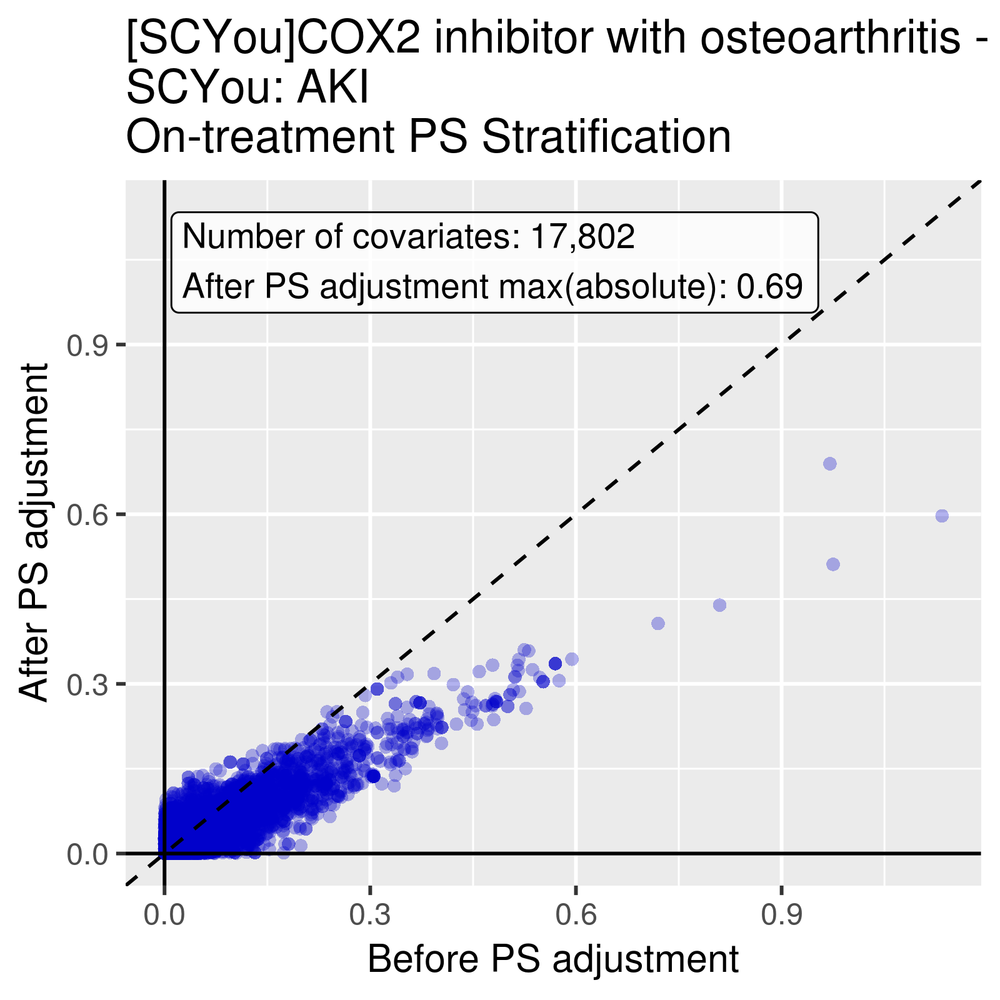 [SCYou]COX2 inhibitor with osteoarthritis -
SCYou: AKI
On-treatment PS Stratification
Number of covariates: 17,802
After PS adjustment max(absolute): 0.69
After PS adjustment
0.9
0.6
0.3
0.0
0.0 0.3 0.6 0.9
Before PS adjustment